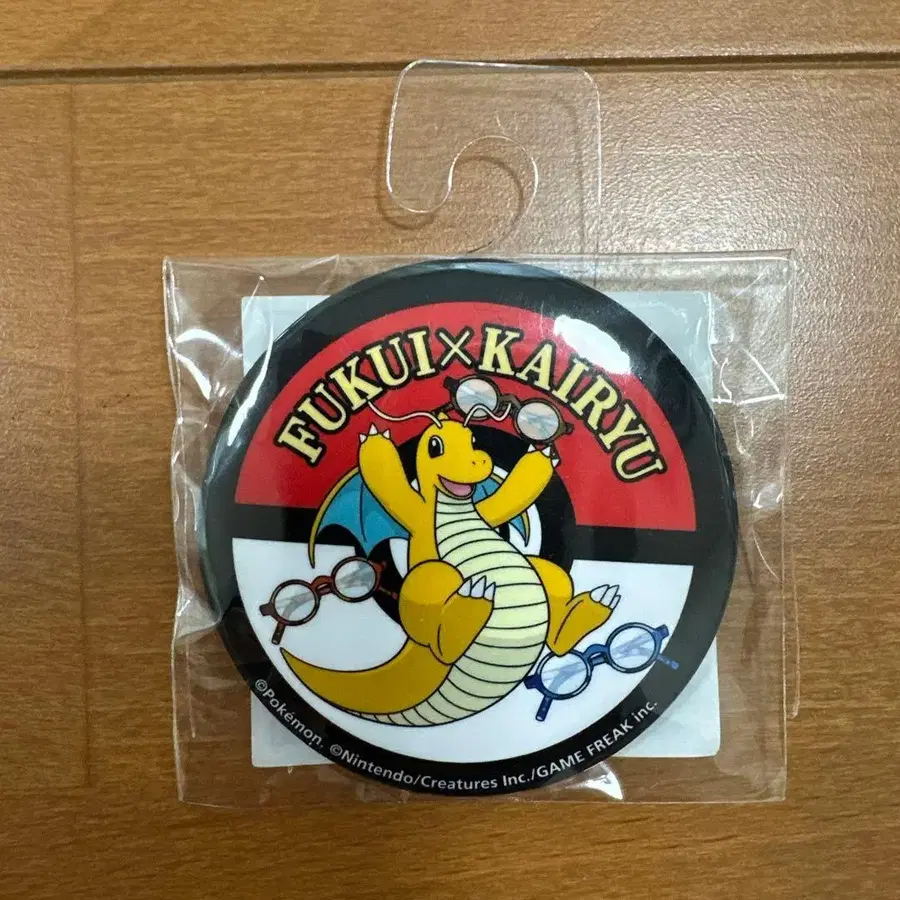 FUKUI×KAIRYU
©Pokémon. ©Nintendo/Creatures Inc./GAME FREAK inc.